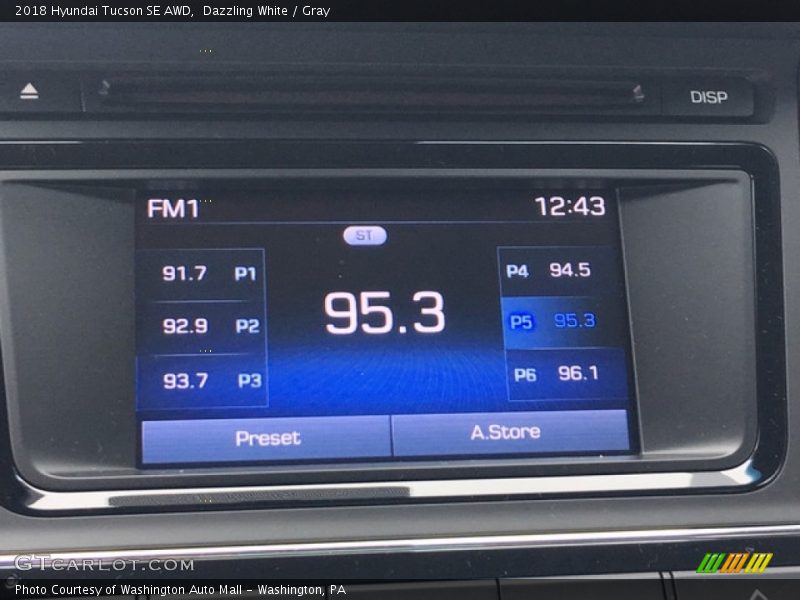 2018 Hyundai Tucson SE AWD,  Dazzling White / Gray
DISP
FM1 12:43
ST
91.7 P1
92.9 P2
93.7 P3
95.3
P4 94.5
P5 95.3
P6 96.1
Preset A.Store
GTCARLOT.COM
Photo Courtesy of Washington Auto Mall - Washington, PA